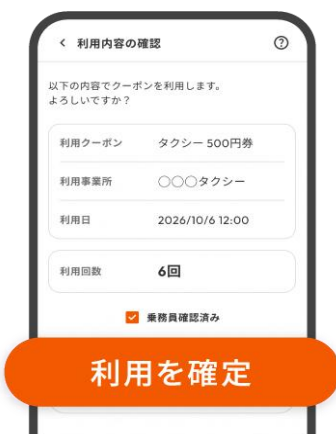 利用内容の確認
以下の内容でクーポンを利用します。
よろしいですか？
利用クーポン タクシー 500円券
利用事業所 ○○○タクシー
利用日 2026/10/6 12:00
利用回数 6回
乗務員確認済み
利用を確定